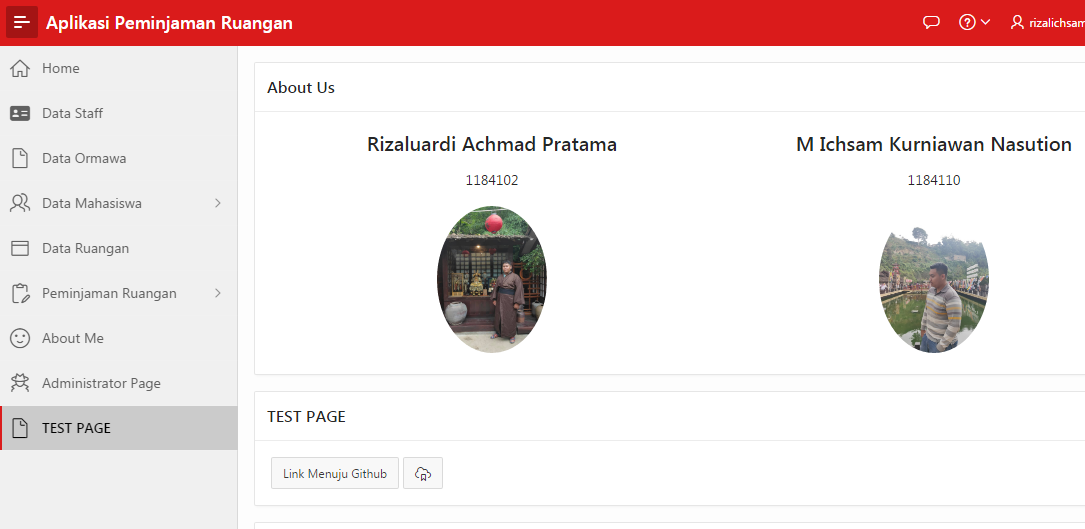 Aplikasi Peminjaman Ruangan
rizalichsam
Home
Data Staff
Data Ormawa
Data Mahasiswa
Data Ruangan
Peminjaman Ruangan
About Me
Administrator Page
TEST PAGE
About Us
Rizaluardi Achmad Pratama
1184102
M Ichsam Kurniawan Nasution
1184110
TEST PAGE
Link Menuju Github